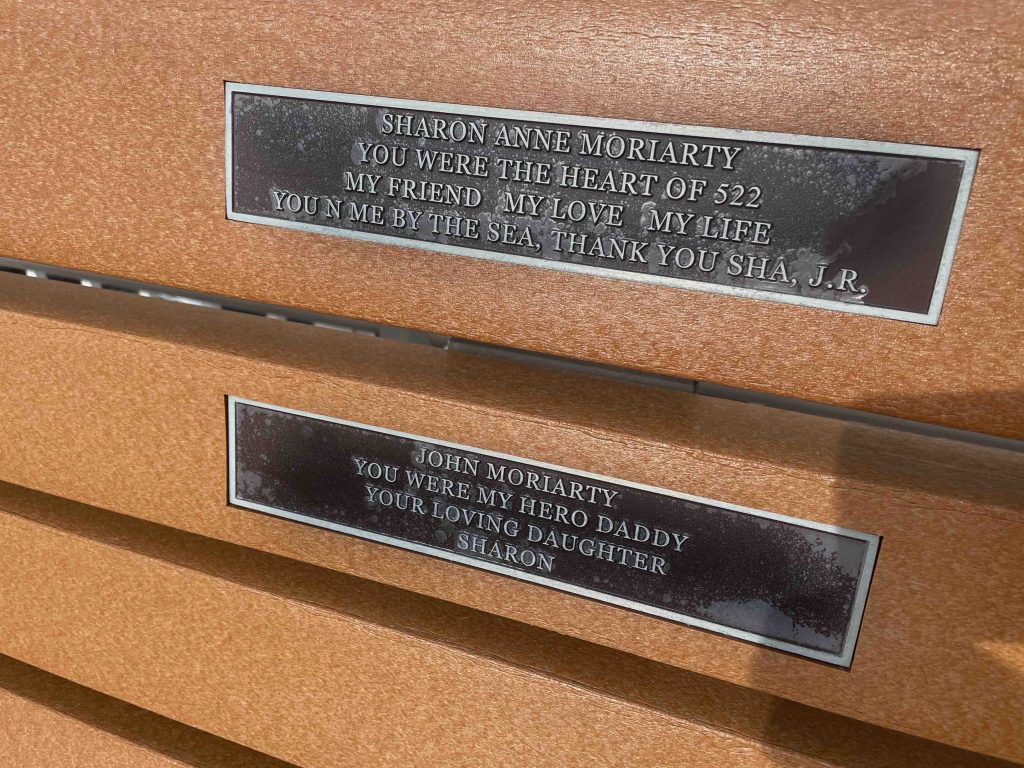 SHARON ANNE MORIARTY
YOU WERE THE HEART OF 522
MY FRIEND MY LOVE MY LIFE
YOU N ME BY THE SEA, THANK YOU SHA, J.R.
JOHN MORIARTY
YOU WERE MY HERO DADDY
YOUR LOVING DAUGHTER
SHARON